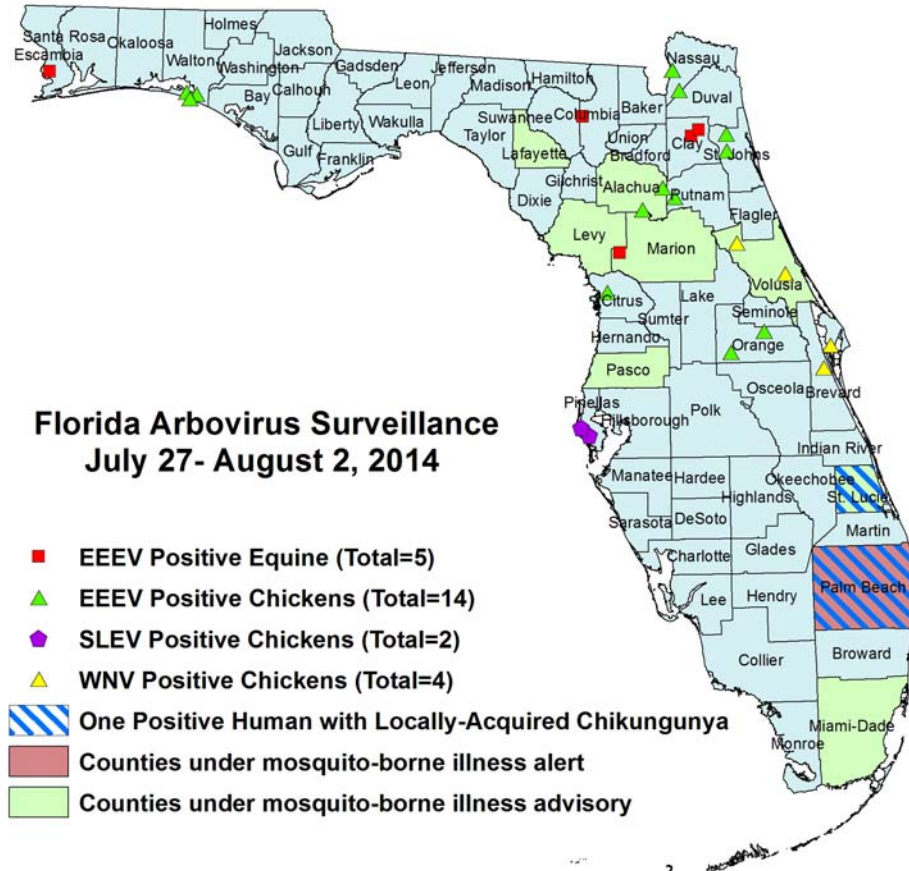 Holmes
Santa Rosa
Escambia
Okaloosa
Walton
Jackson
Washington
Bay
Calhoun
Gadsden
Gulf
Liberty
Franklin
Leon
Wakulla
Jefferson
Madison
Taylor
Hamilton
Suwannee
Lafayette
Columbia
Dixie
Gilchrist
Baker
Union
Bradford
Nassau
Duval
Clay
St. Johns
Alachua
Putnam
Flagler
Levy
Marion
Volusia
Citrus
Lake
Sumter
Seminole
Hernando
Orange
Pasco
Osceola
Brevard
Polk
Pinellas
Hillsborough
Indian River
Manatee
Hardee
Okeechobee
Highlands
St. Lucie
Sarasota
DeSoto
Martin
Charlotte
Glades
Palm Beach
Lee
Hendry
Broward
Collier
Miami-Dade
Monroe
Florida Arbovirus Surveillance
July 27- August 2, 2014
EEEV Positive Equine (Total=5)
EEEV Positive Chickens (Total=14)
SLEV Positive Chickens (Total=2)
WNV Positive Chickens (Total=4)
One Positive Human with Locally-Acquired Chikungunya
Counties under mosquito-borne illness alert
Counties under mosquito-borne illness advisory